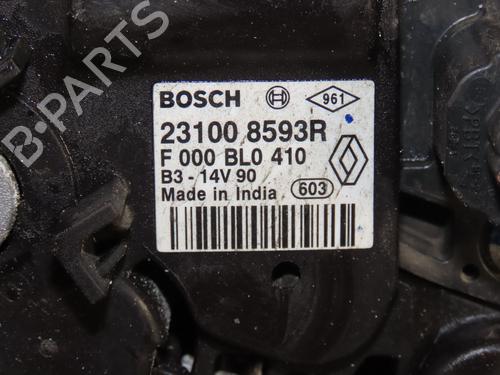 BOSCH 961
23100 8593R
F 000 BL0 410
B3 - 14V 90
Made in India 603
B-Parts